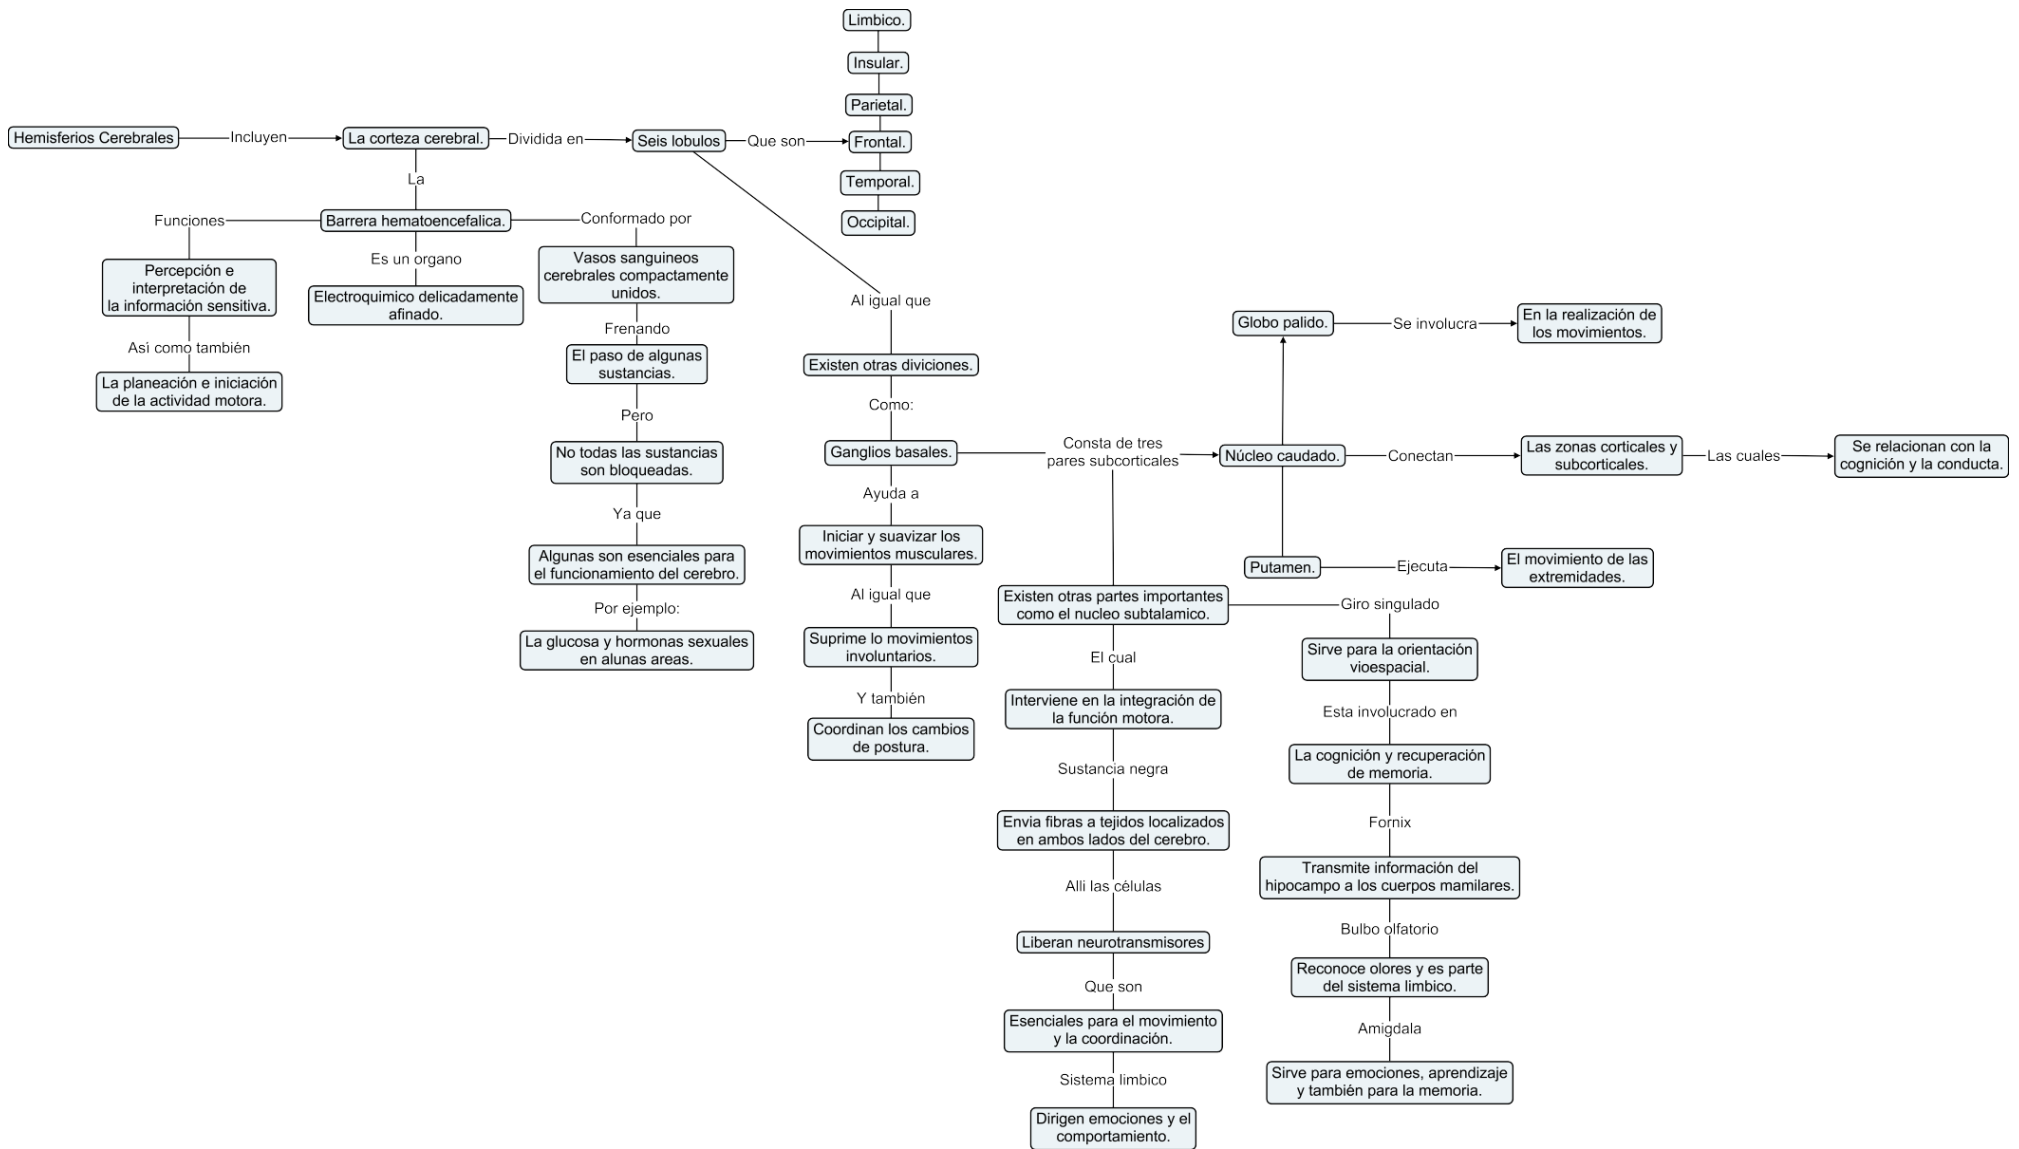 Limbico.
Insular.
Parietal.
Hemisferios Cerebrales
Incluyen
La corteza cerebral.
Dividida en
Seis lobulos
Que son
Frontal.
Temporal.
Occipital.
La
Funciones
Barrera hematoencefalica.
Conformado por
Percepción e
interpretación de
la información sensitiva.
Asì como también
La planeación e iniciación
de la actividad motora.
Es un organo
Electroquimico delicadamente
afinado.
Vasos sanguineos
cerebrales compactamente
unidos.
Frenando
El paso de algunas
sustancias.
Pero
No todas las sustancias
son bloqueadas.
Ya que
Algunas son esenciales para
el funcionamiento del cerebro.
Por ejemplo:
La glucosa y hormonas sexuales
en alunas areas.
Al igual que
Existen otras diviciones.
Como:
Ganglios basales.
Ayuda a
Iniciar y suavizar los
movimientos musculares.
Al igual que
Suprime lo movimientos
involuntarios.
Y también
Coordinan los cambios
de postura.
Consta de tres
pares subcorticales
Globo palido.
Se involucra
En la realización de
los movimientos.
Núcleo caudado.
Conectan
Las zonas corticales y
subcorticales.
Las cuales
Se relacionan con la
cognición y la conducta.
Putamen.
Ejecuta
El movimiento de las
extremidades.
Existen otras partes importantes
como el nucleo subtalamico.
El cual
Interviene en la integración de
la función motora.
Sustancia negra
Envia fibras a tejidos localizados
en ambos lados del cerebro.
Alli las células
Liberan neurotransmisores
Que son
Esenciales para el movimiento
y la coordinación.
Sistema limbico
Dirigen emociones y el
comportamiento.
Giro singulado
Sirve para la orientación
vioespacial.
Esta involucrado en
La cognición y recuperación
de memoria.
Fornix
Transmite información del
hipocampo a los cuerpos mamilares.
Bulbo olfatorio
Reconoce olores y es parte
del sistema limbico.
Amigdala
Sirve para emociones, aprendizaje
y también para la memoria.